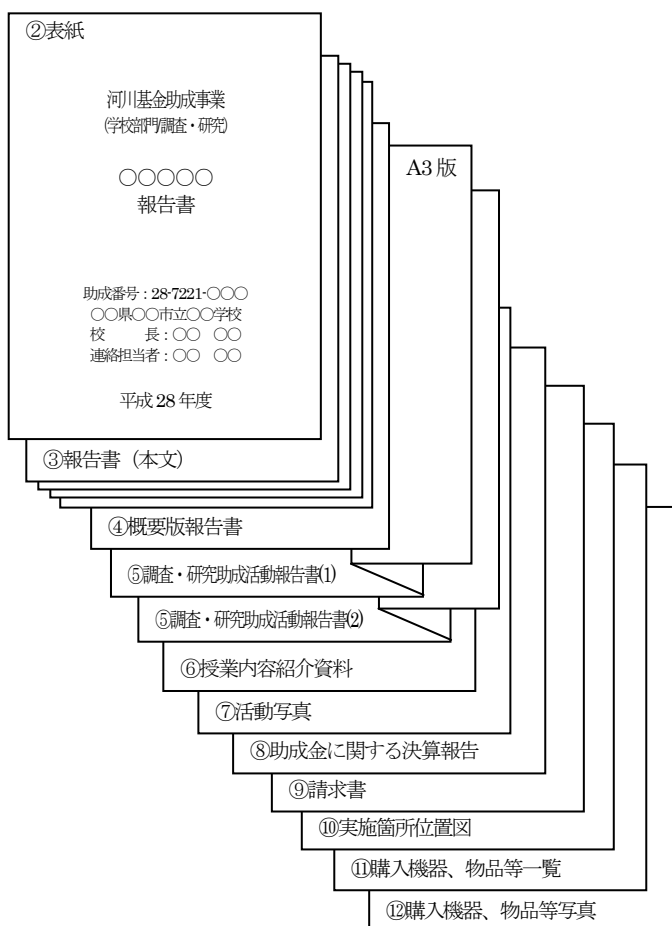 ②表紙
河川基金助成事業
(学校部門/調査・研究)
○○○○○
報告書
助成番号：28-7221-○○○
○○県○○市立○○学校
校　　長：○○　○○
連絡担当者：○○　○○
平成 28 年度
A3 版
③報告書（本文）
④概要版報告書
⑤調査・研究助成活動報告書(1)
⑤調査・研究助成活動報告書(2)
⑥授業内容紹介資料
⑦活動写真
⑧助成金に関する決算報告
⑨請求書
⑩実施箇所位置図
⑪購入機器、物品等一覧
⑫購入機器、物品等写真